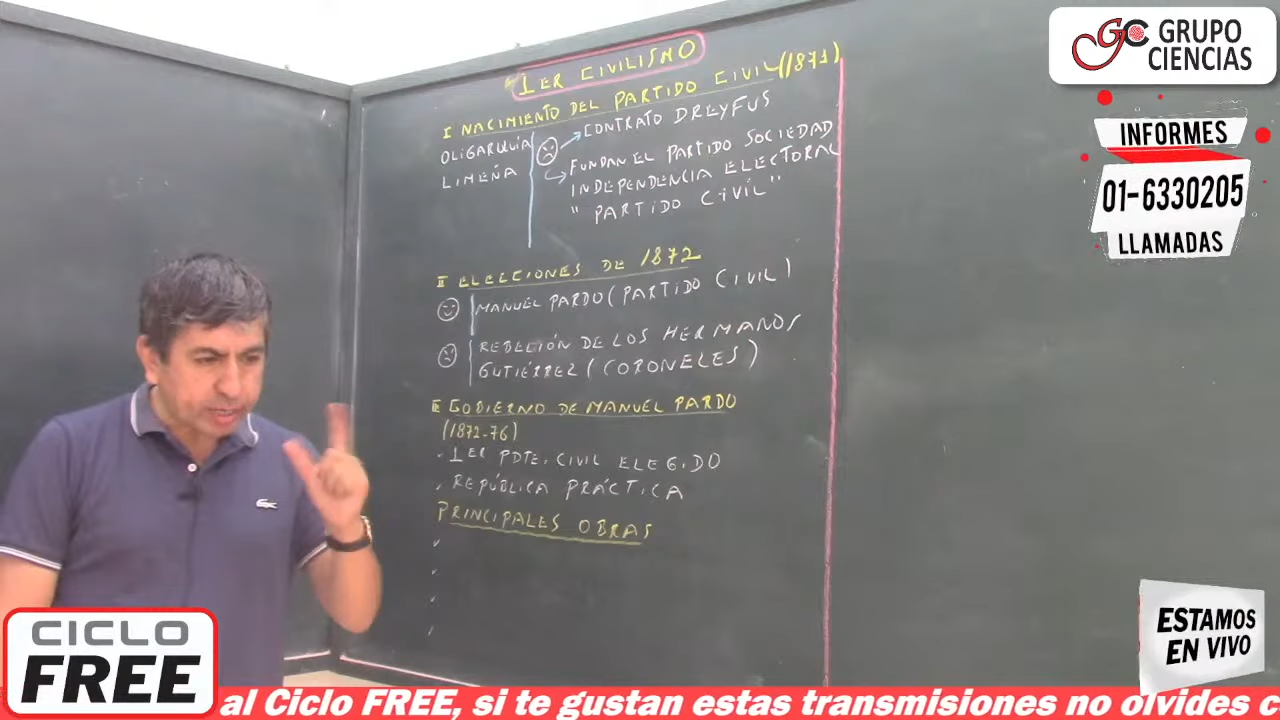 1ER CIVILISMO
I NACIMIENTO DEL PARTIDO CIVIL (1871)
OLIGARQUÍA
LIMEÑA
CONTRATO DREYFUS
FUNDAN EL PARTIDO SOCIEDAD
INDEPENDENCIA ELECTORAL
"PARTIDO CIVIL"
II ELECCIONES DE 1872
MANUEL PARDO (PARTIDO CIVIL)
REBELIÓN DE LOS HERMANOS
GUTIÉRREZ (CORONELES)
III GOBIERNO DE MANUEL PARDO
(1872-76)
. 1ER PDTE. CIVIL ELEGIDO
. REPÚBLICA PRÁCTICA
PRINCIPALES OBRAS
GC GRUPO
CIENCIAS
INFORMES
01-6330205
LLAMADAS
ESTAMOS
EN VIVO
CICLO
FREE
al Ciclo FREE, si te gustan estas transmisiones no olvides c